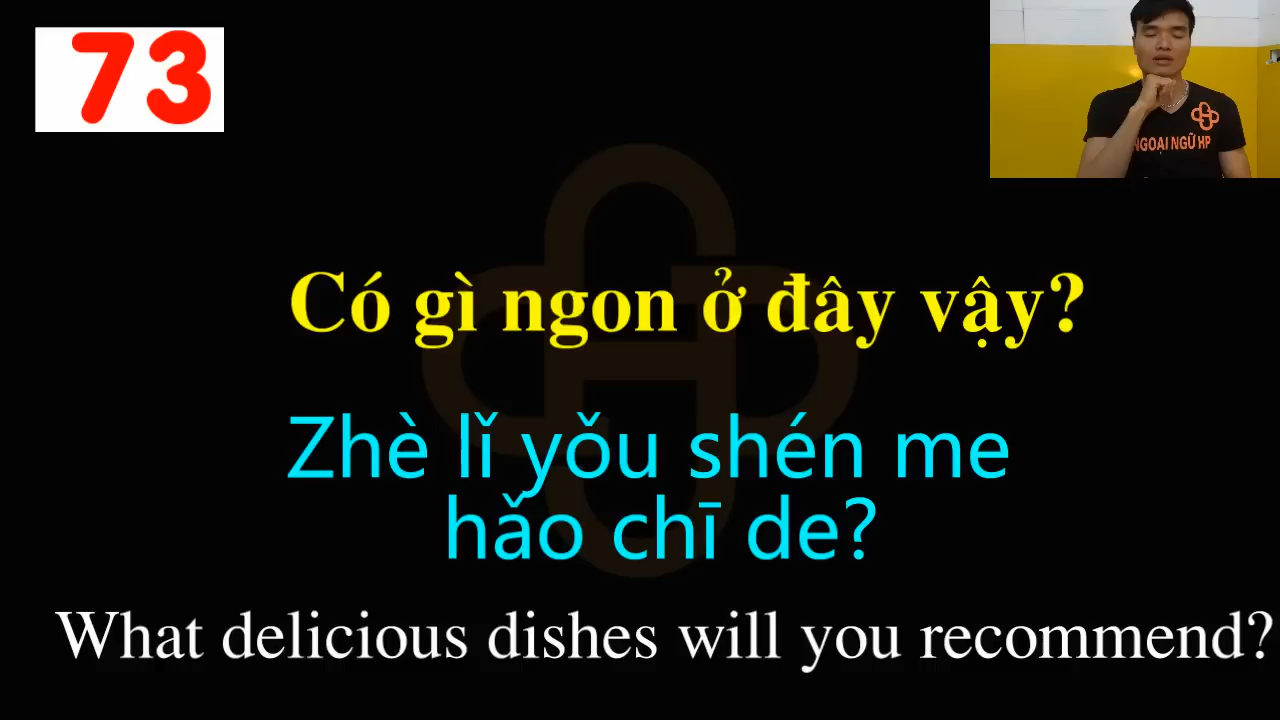 73
NGOẠI NGỮ HP
Có gì ngon ở đây vậy?
Zhè lǐ yǒu shén me
hǎo chī de?
What delicious dishes will you recommend?